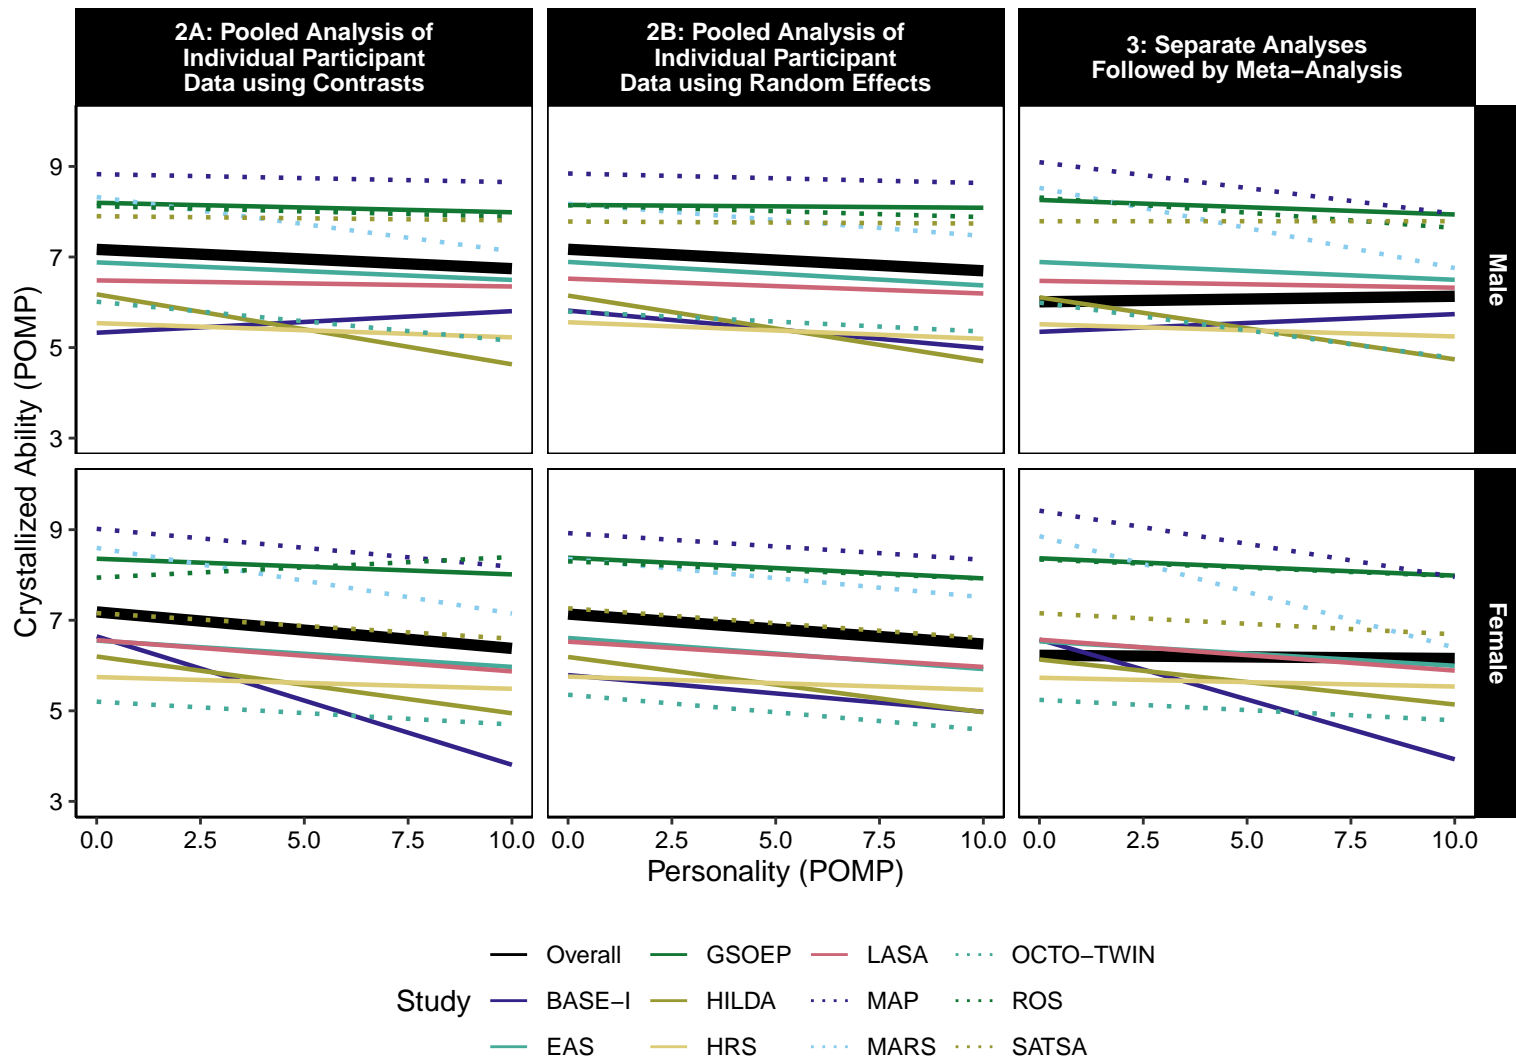 2A: Pooled Analysis of
Individual Participant
Data using Contrasts
2B: Pooled Analysis of
Individual Participant
Data using Random Effects
3: Separate Analyses
Followed by Meta−Analysis
Crystallized Ability (POMP)
9
7
5
3
Male
9
7
5
3
Female
0.0 2.5 5.0 7.5 10.0
0.0 2.5 5.0 7.5 10.0
0.0 2.5 5.0 7.5 10.0
Personality (POMP)
Study
Overall GSOEP LASA OCTO−TWIN
BASE−I HILDA MAP ROS
EAS HRS MARS SATSA